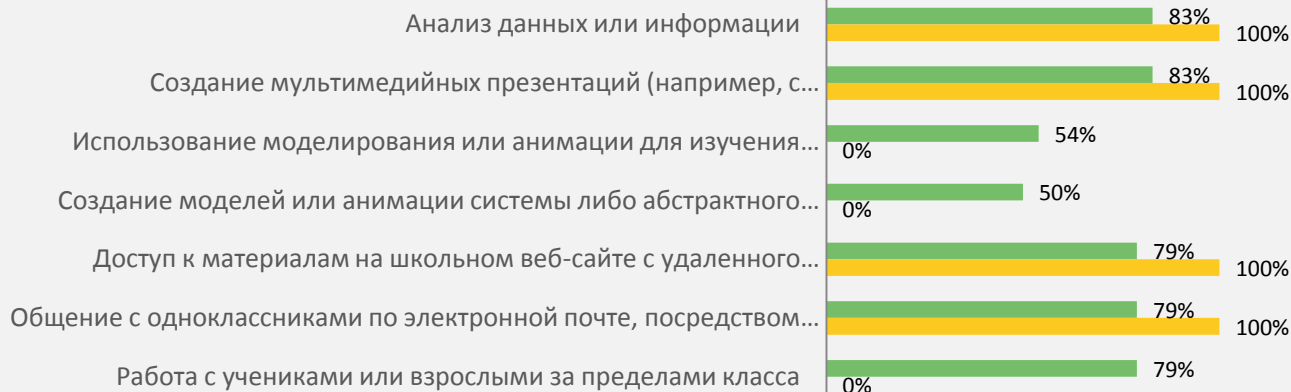 Анализ данных или информации 83%
100%
Создание мультимедийных презентаций (например, с… 83%
100%
Использование моделирования или анимации для изучения… 54%
0%
Создание моделей или анимации системы либо абстрактного… 50%
0%
Доступ к материалам на школьном веб-сайте с удаленного… 79%
100%
Общение с одноклассниками по электронной почте, посредством… 79%
100%
Работа с учениками или взрослыми за пределами класса 79%
0%